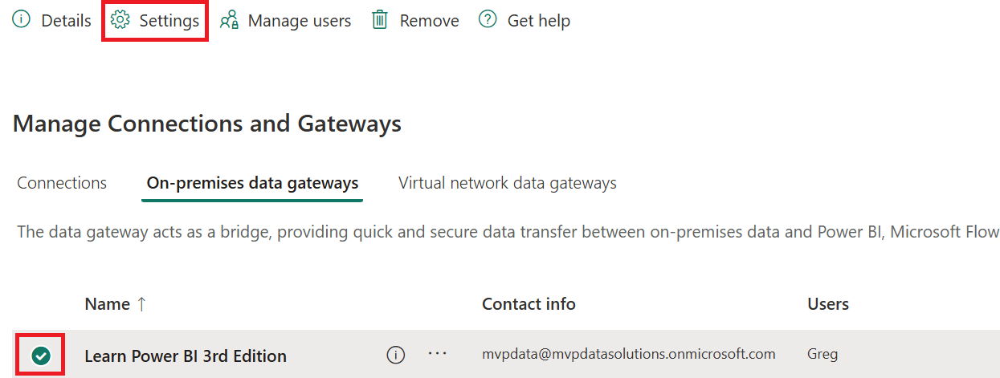 Details Settings Manage users Remove Get help
Manage Connections and Gateways
Connections On-premises data gateways Virtual network data gateways
The data gateway acts as a bridge, providing quick and secure data transfer between on-premises data and Power BI, Microsoft Flow
Name ↑ Contact info Users
Learn Power BI 3rd Edition ... mvpdata@mvpdatasolutions.onmicrosoft.com Greg